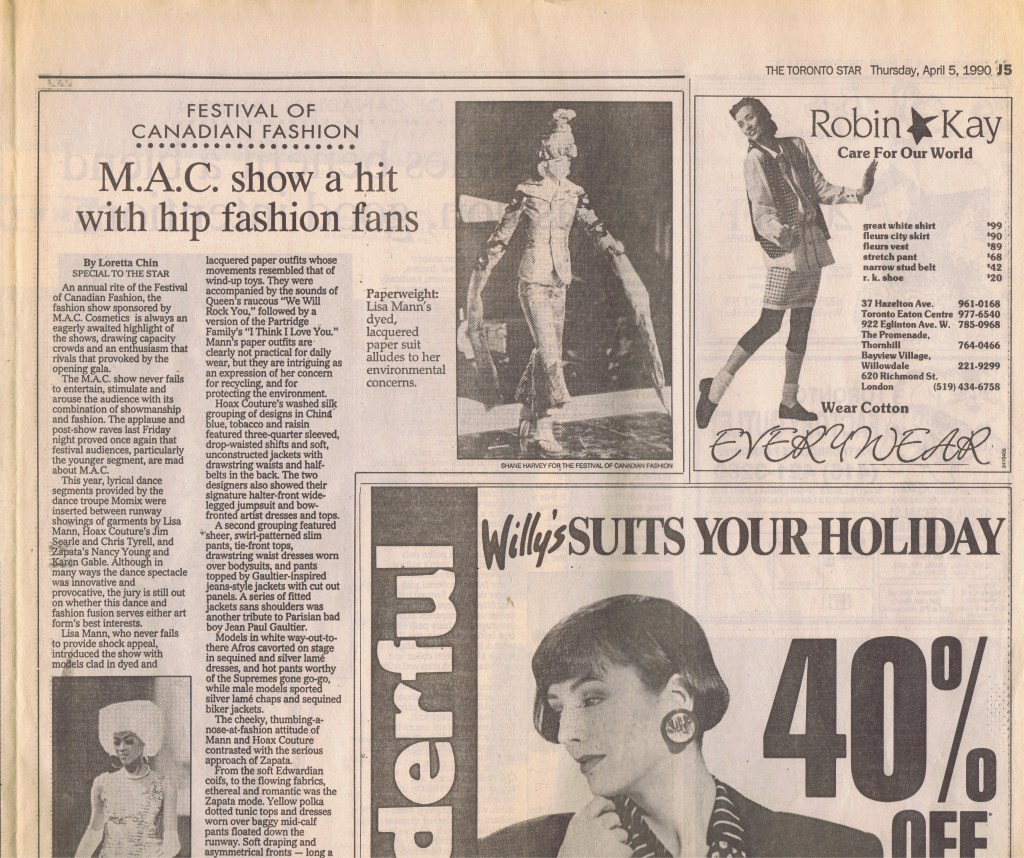 THE TORONTO STAR Thursday, April 5, 1990 J5
FESTIVAL OF
CANADIAN FASHION
M.A.C. show a hit
with hip fashion fans
By Loretta Chin
SPECIAL TO THE STAR
An annual rite of the Festival
of Canadian Fashion, the
fashion show sponsored by
M.A.C. Cosmetics is always an
eagerly awaited highlight of
the shows, drawing capacity
crowds and an enthusiasm that
rivals that provoked by the
opening gala.
The M.A.C. show never fails
to entertain, stimulate and
arouse the audience with its
combination of showmanship
and fashion. The applause and
post-show raves last Friday
night proved once again that
festival audiences, particularly
the younger segment, are mad
about M.A.C.
This year, lyrical dance
segments provided by the
dance troupe Momix were
inserted between runway
showings of garments by Lisa
Mann, Hoax Couture's Jim
Searle and Chris Tyrell, and
Zapata's Nancy Young and
Karen Gable. Although in
many ways the dance spectacle
was innovative and
provocative, the jury is still out
on whether this dance and
fashion fusion serves either art
form's best interests.
Lisa Mann, who never fails
to provide shock appeal,
introduced the show with
models clad in dyed and
lacquered paper outfits whose
movements resembled that of
wind-up toys. They were
accompanied by the sounds of
Queen's raucous "We Will
Rock You," followed by a
version of the Partridge
Family's "I Think I Love You."
Mann's paper outfits are
clearly not practical for daily
wear, but they are intriguing as
an expression of her concern
for recycling, and for
protecting the environment.
Hoax Couture's washed silk
grouping of designs in China
blue, tobacco and raisin
featured three-quarter sleeved,
drop-waisted shifts and soft,
unconstructed jackets with
drawstring waists and half-
belts in the back. The two
designers also showed their
signature halter-front wide-
legged jumpsuit and bow-
fronted artist dresses and tops.
A second grouping featured
sheer, swirl-patterned slim
pants, tie-front tops,
drawstring waist dresses worn
over bodysuits, and pants
topped by Gaultier-inspired
jeans-style jackets with cut out
panels. A series of fitted
jackets sans shoulders was
another tribute to Parisian bad
boy Jean Paul Gaultier.
Models in white way-out-to-
there Afros cavorted on stage
in sequined and silver lamé
dresses, and hot pants worthy
of the Supremes gone go-go,
while male models sported
silver lamé chaps and sequined
biker jackets.
The cheeky, thumbing-a-
nose-at-fashion attitude of
Mann and Hoax Couture
contrasted with the serious
approach of Zapata.
From the soft Edwardian
coifs, to the flowing fabrics,
ethereal and romantic was the
Zapata mode. Yellow polka
dotted tunic tops and dresses
worn over baggy mid-calf
pants floated down the
runway. Soft draping and
asymmetrical fronts — long a
Paperweight:
Lisa Mann's
dyed,
lacquered
paper suit
alludes to her
environmental
concerns.
SHANE HARVEY FOR THE FESTIVAL OF CANADIAN FASHION
Robin Kay
Care For Our World
great white shirt $99
fleurs city skirt $90
fleurs vest $89
stretch pant $68
narrow stud belt $42
r. k. shoe $20
37 Hazelton Ave. 961-0168
Toronto Eaton Centre 977-6540
922 Eglinton Ave. W. 785-0968
The Promenade,
Thornhill 764-0466
Bayview Village,
Willowdale 221-9299
620 Richmond St.
London (519) 434-6758
Wear Cotton
EVERYWEAR
Willy's SUITS YOUR HOLIDAY
derful
40%
OFF